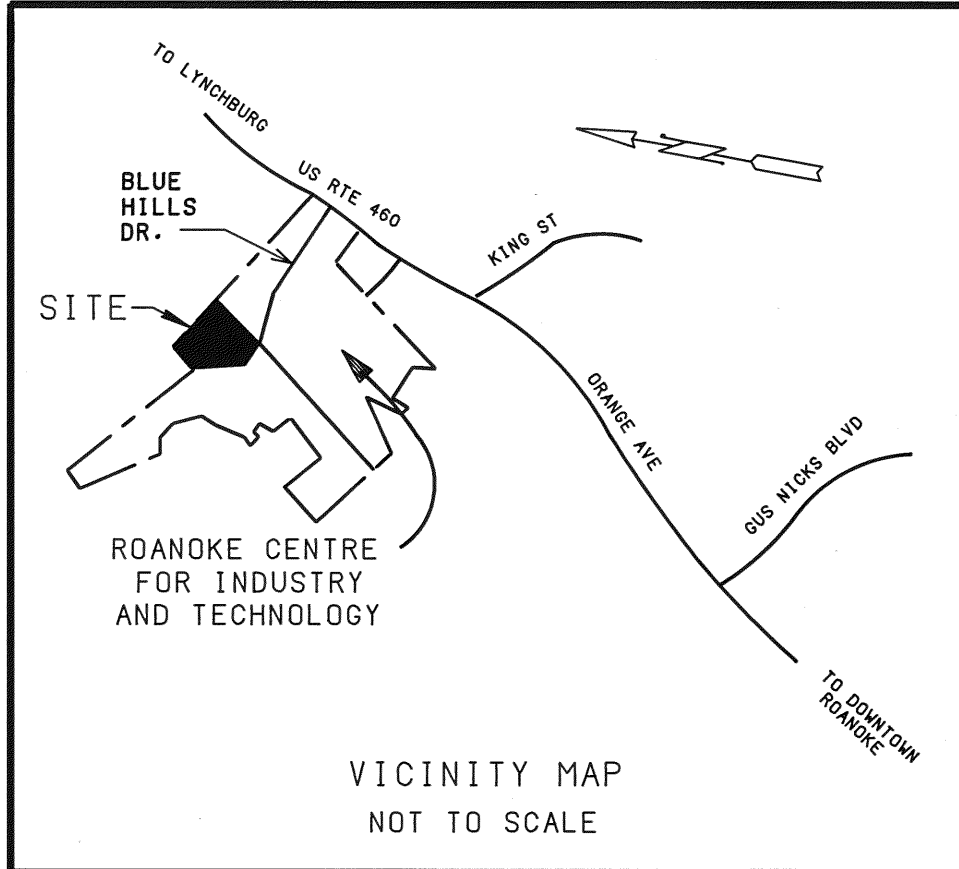 TO LYNCHBURG
US RTE 460
BLUE
HILLS
DR.
KING ST
SITE
ORANGE AVE
GUS NICKS BLVD
ROANOKE CENTRE
FOR INDUSTRY
AND TECHNOLOGY
TO DOWNTOWN
ROANOKE
VICINITY MAP
NOT TO SCALE